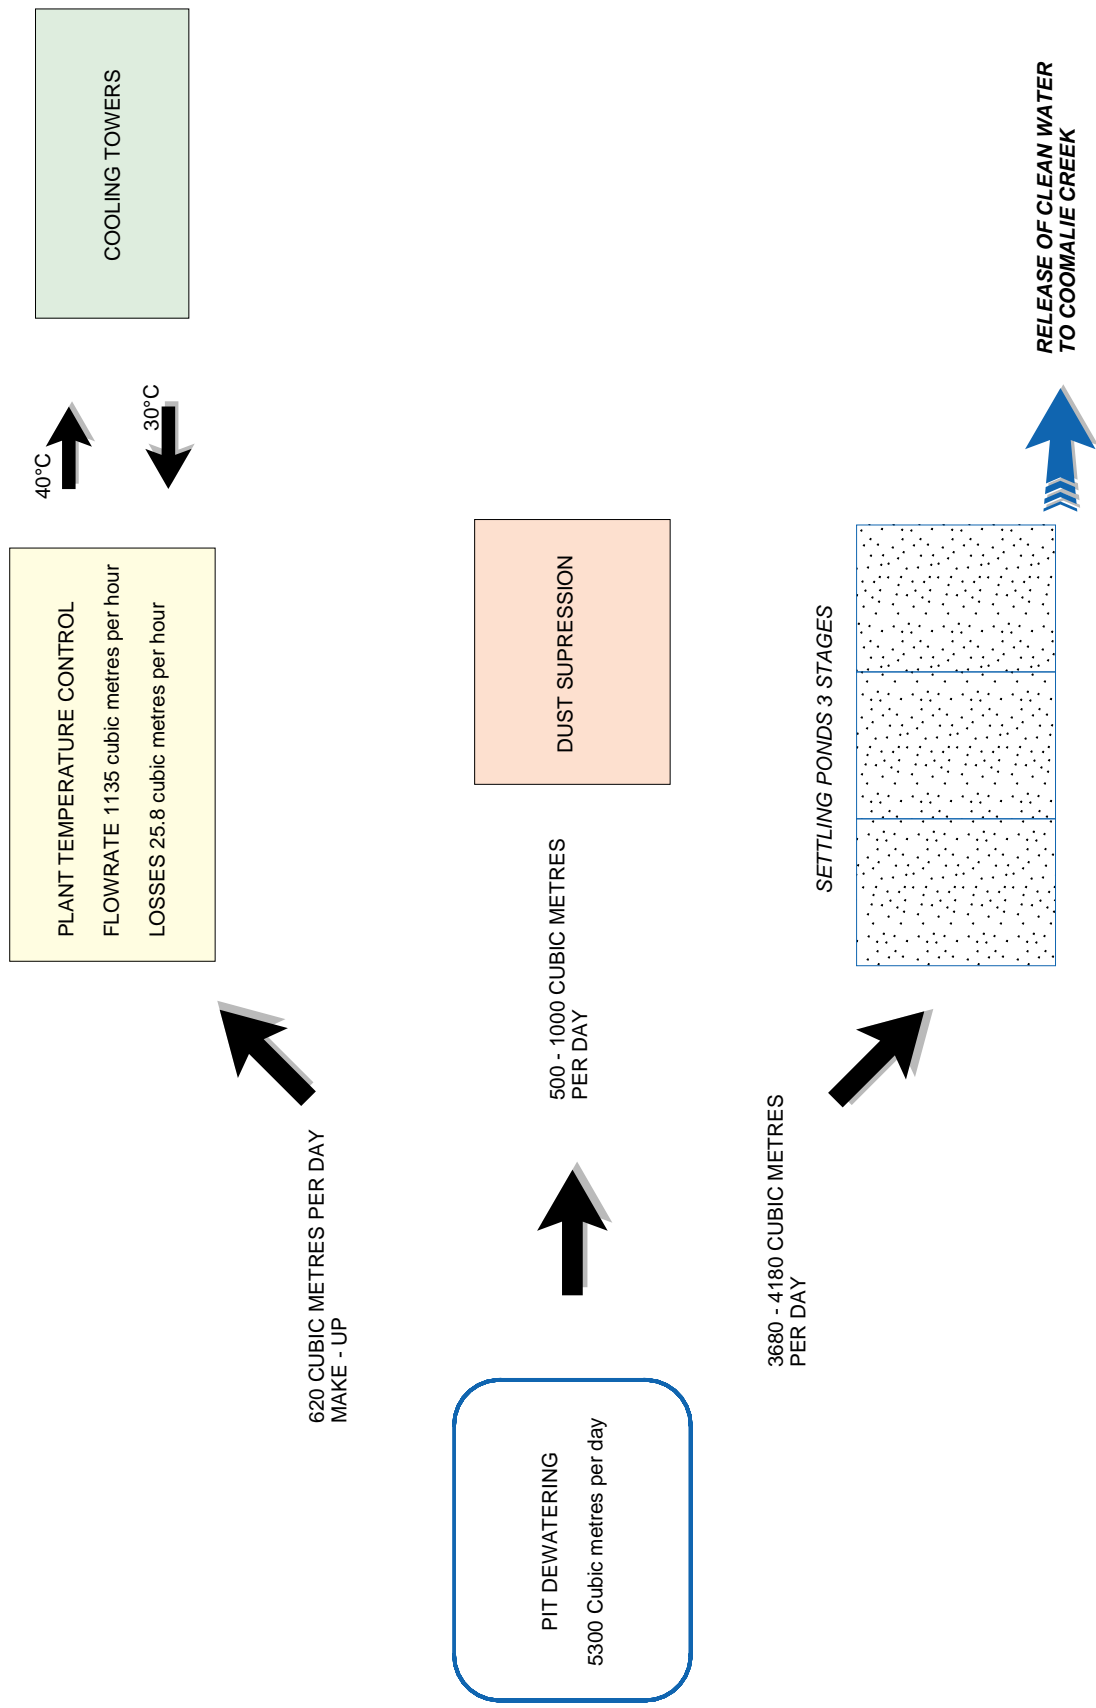 PIT DEWATERING
5300 Cubic metres per day
620 CUBIC METRES PER DAY
MAKE - UP
PLANT TEMPERATURE CONTROL
FLOWRATE 1135 cubic metres per hour
LOSSES 25.8 cubic metres per hour
40°C
30°C
COOLING TOWERS
500 - 1000 CUBIC METRES
PER DAY
DUST SUPRESSION
3680 - 4180 CUBIC METRES
PER DAY
SETTLING PONDS 3 STAGES
RELEASE OF CLEAN WATER
TO COOMALIE CREEK